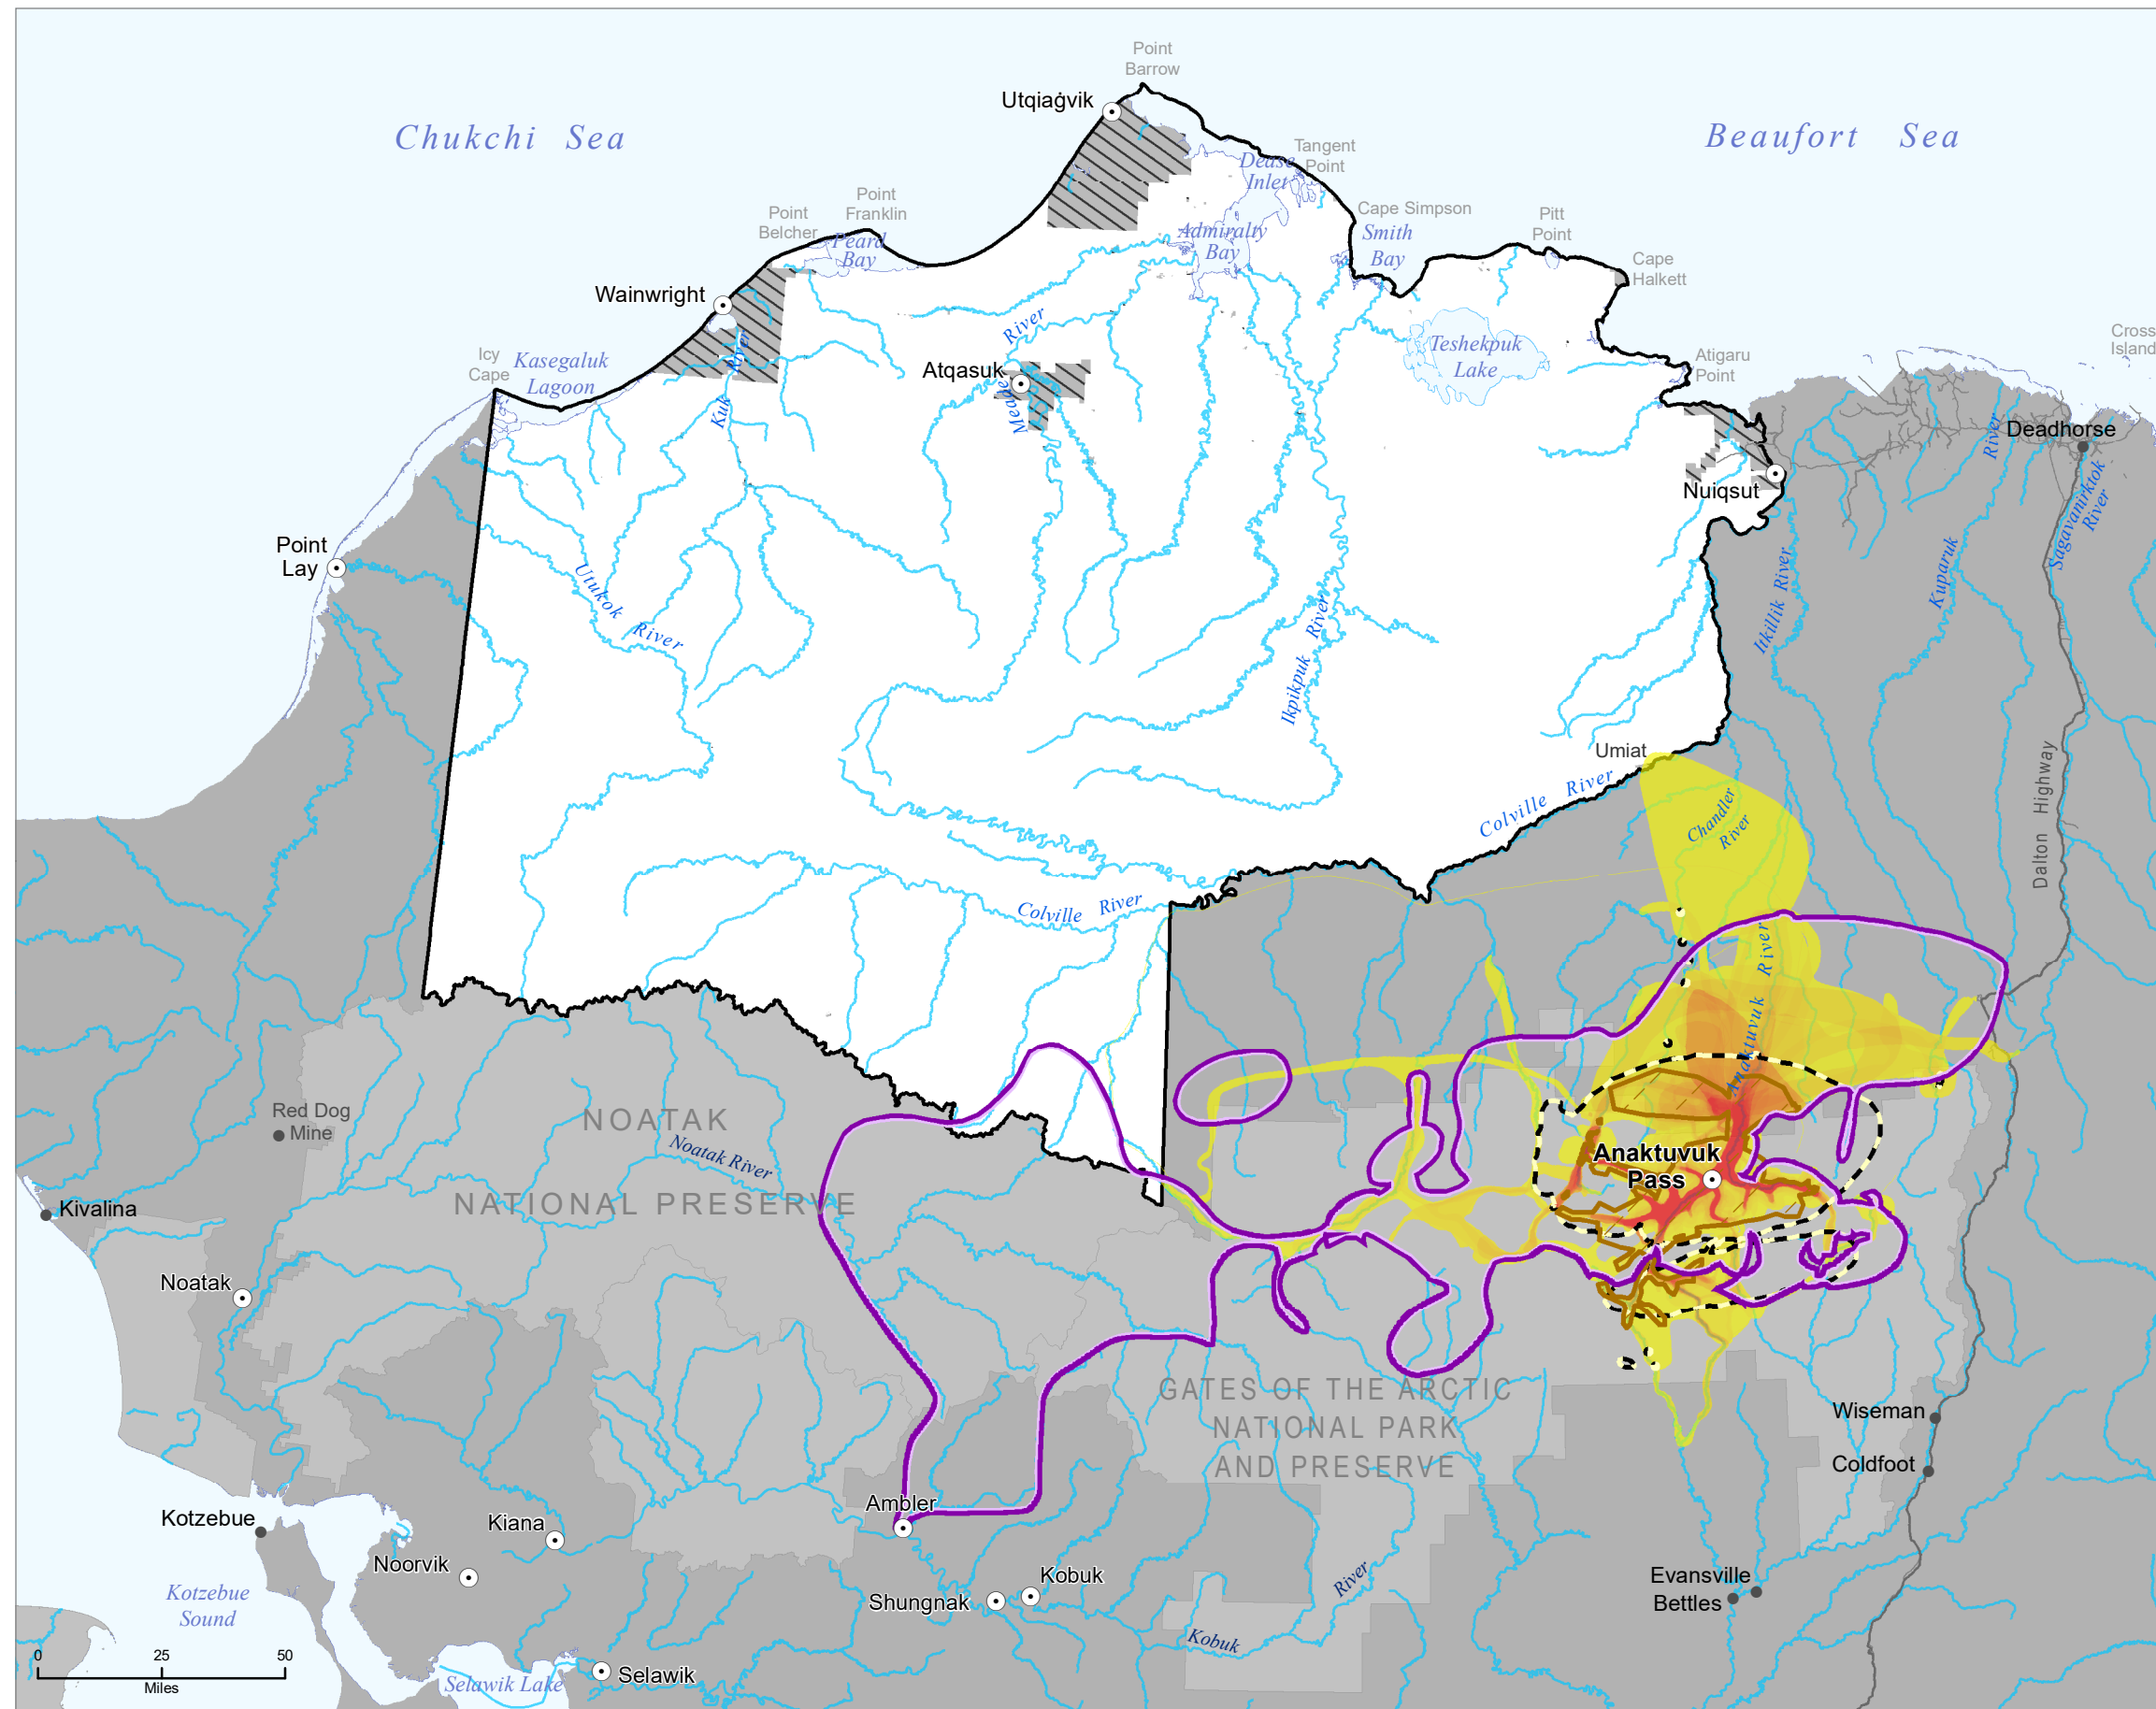 Point
Barrow
Utqiaġvik
Chukchi Sea
Beaufort Sea
Tangent
Point
Dease
Inlet
Point
Franklin
Point
Belcher
Peard
Bay
Cape Simpson
Smith
Bay
Admiralty
Bay
Pitt
Point
Cape
Halkett
Wainwright
River
Kuk
Icy
Cape
Kasegaluk
Lagoon
River
Meade
Atqasuk
Teshekpuk
Lake
Atigaru
Point
Cross
Island
Deadhorse
River
Kuparuk
Sagavanirktok
River
Nuiqsut
Point
Lay
Utukok River
Ikpikpuk River
Itkillik River
Umiat
Colville River
Chandler
River
Dalton Highway
Colville River
Anaktuvuk River
Red Dog
Mine
NOATAK
Noatak River
NATIONAL PRESERVE
Anaktuvuk
Pass
Kivalina
Noatak
GATES OF THE ARCTIC
NATIONAL PARK
AND PRESERVE
Wiseman
Coldfoot
Ambler
Kotzebue
Kiana
Noorvik
Kobuk
Shungnak
River
Kobuk
Evansville
Bettles
Kotzebue
Sound
Selawik
Selawik Lake
0 25 50
Miles